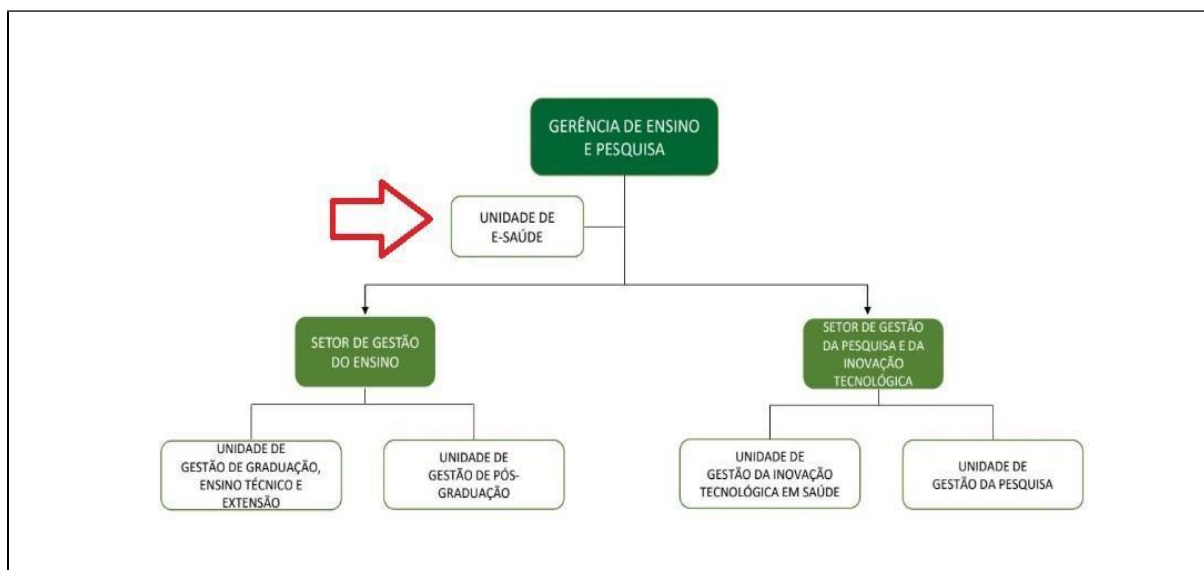 GERÊNCIA DE ENSINO
E PESQUISA
UNIDADE DE
E-SAÚDE
SETOR DE GESTÃO
DO ENSINO
SETOR DE GESTÃO
DA PESQUISA E DA
INOVAÇÃO
TECNOLÓGICA
UNIDADE DE
GESTÃO DE GRADUAÇÃO,
ENSINO TÉCNICO E
EXTENSÃO
UNIDADE DE
GESTÃO DE PÓS-
GRADUAÇÃO
UNIDADE DE
GESTÃO DA INOVAÇÃO
TECNOLÓGICA EM SAÚDE
UNIDADE DE
GESTÃO DA PESQUISA